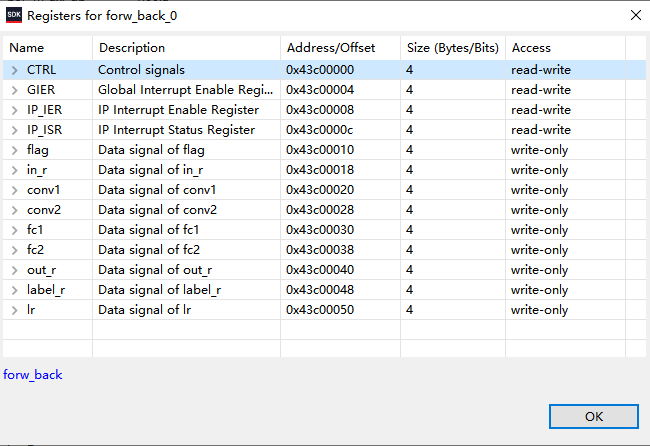 SDK Registers for forw_back_0
Name Description Address/Offset Size (Bytes/Bits) Access
CTRL Control signals 0x43c00000 4 read-write
GIER Global Interrupt Enable Regi... 0x43c00004 4 read-write
IP_IER IP Interrupt Enable Register 0x43c00008 4 read-write
IP_ISR IP Interrupt Status Register 0x43c0000c 4 read-write
flag Data signal of flag 0x43c00010 4 write-only
in_r Data signal of in_r 0x43c00018 4 write-only
conv1 Data signal of conv1 0x43c00020 4 write-only
conv2 Data signal of conv2 0x43c00028 4 write-only
fc1 Data signal of fc1 0x43c00030 4 write-only
fc2 Data signal of fc2 0x43c00038 4 write-only
out_r Data signal of out_r 0x43c00040 4 write-only
label_r Data signal of label_r 0x43c00048 4 write-only
lr Data signal of lr 0x43c00050 4 write-only
forw_back
OK